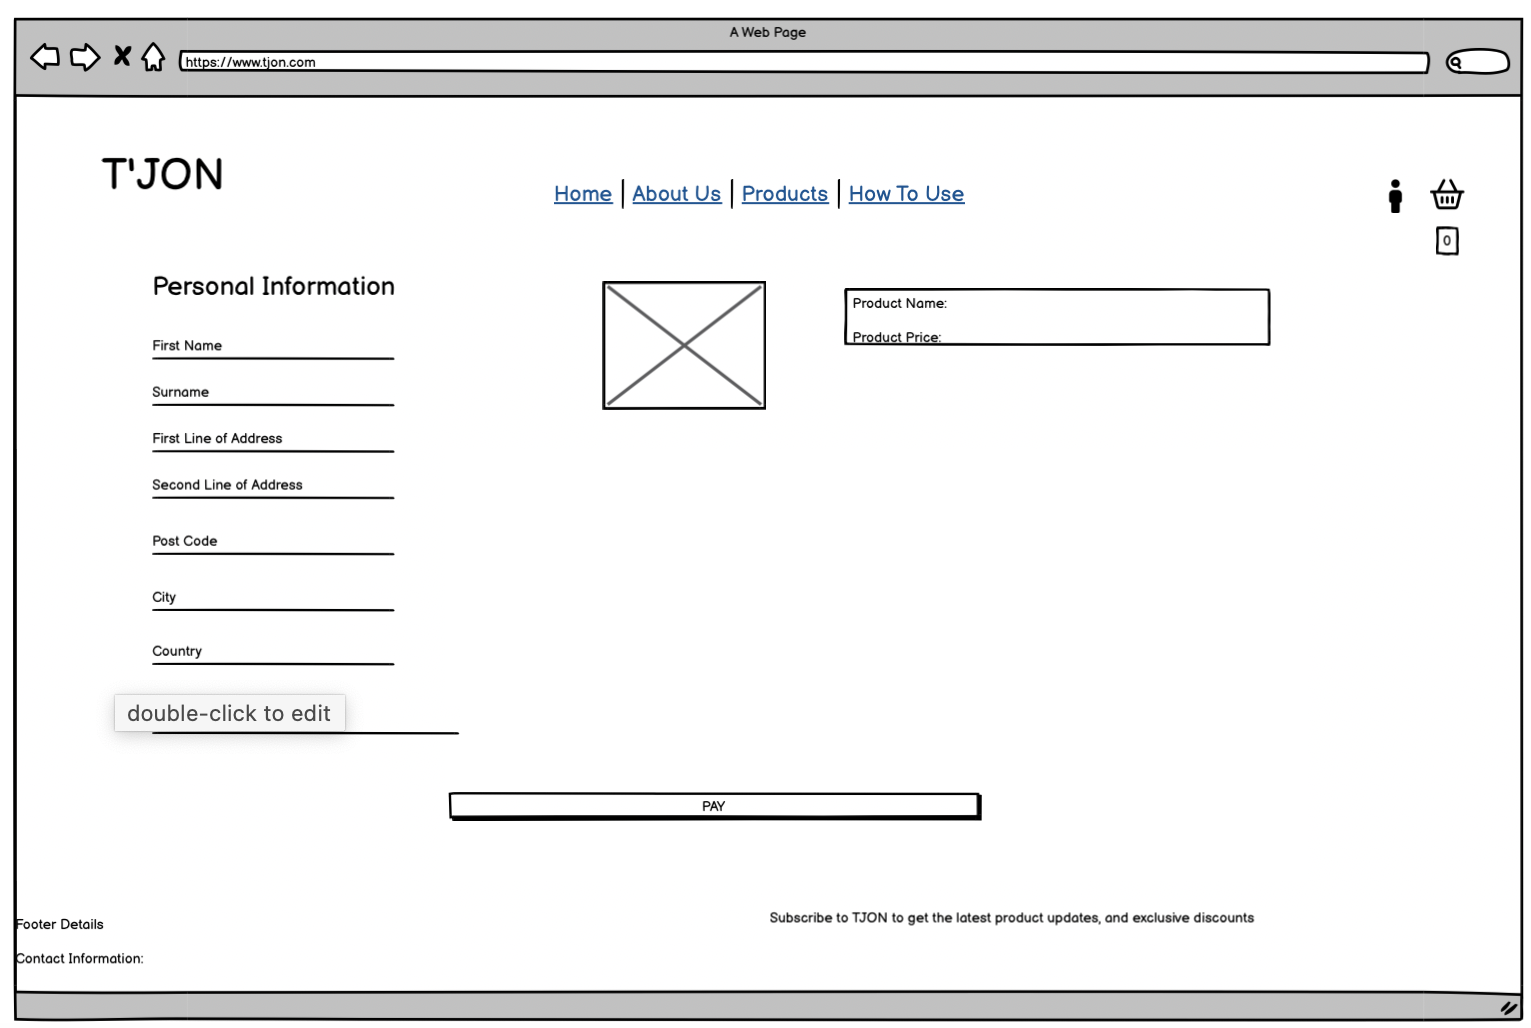 A Web Page
https://www.tjon.com
T'JON
Home | About Us | Products | How To Use
0
Personal Information
First Name
Surname
First Line of Address
Second Line of Address
Post Code
City
Country
double-click to edit
Product Name:
Product Price:
PAY
Footer Details
Contact Information:
Subscribe to TJON to get the latest product updates, and exclusive discounts